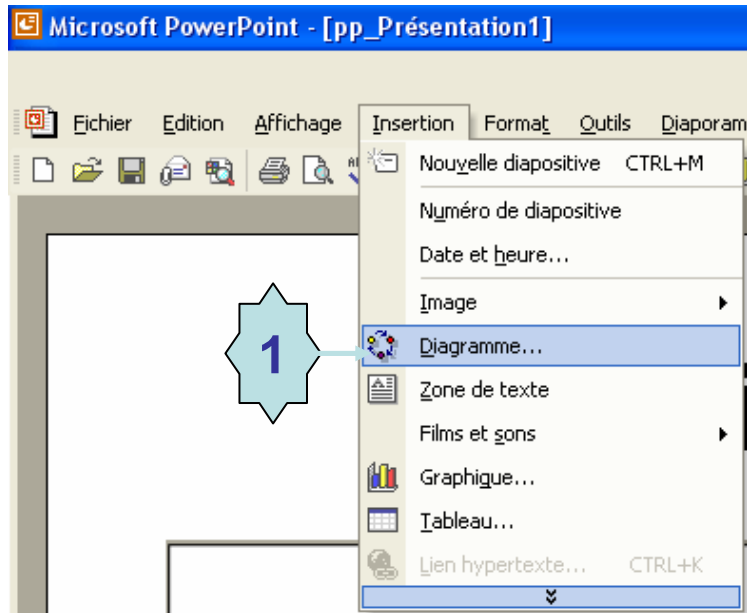 Microsoft PowerPoint - [pp_Présentation1]
Fichier Edition Affichage Insertion Format Outils Diaporam
Nouvelle diapositive CTRL+M
Numéro de diapositive
Date et heure...
Image
1
Diagramme...
Zone de texte
Films et sons
Graphique...
Tableau...
Lien hypertexte... CTRL+K